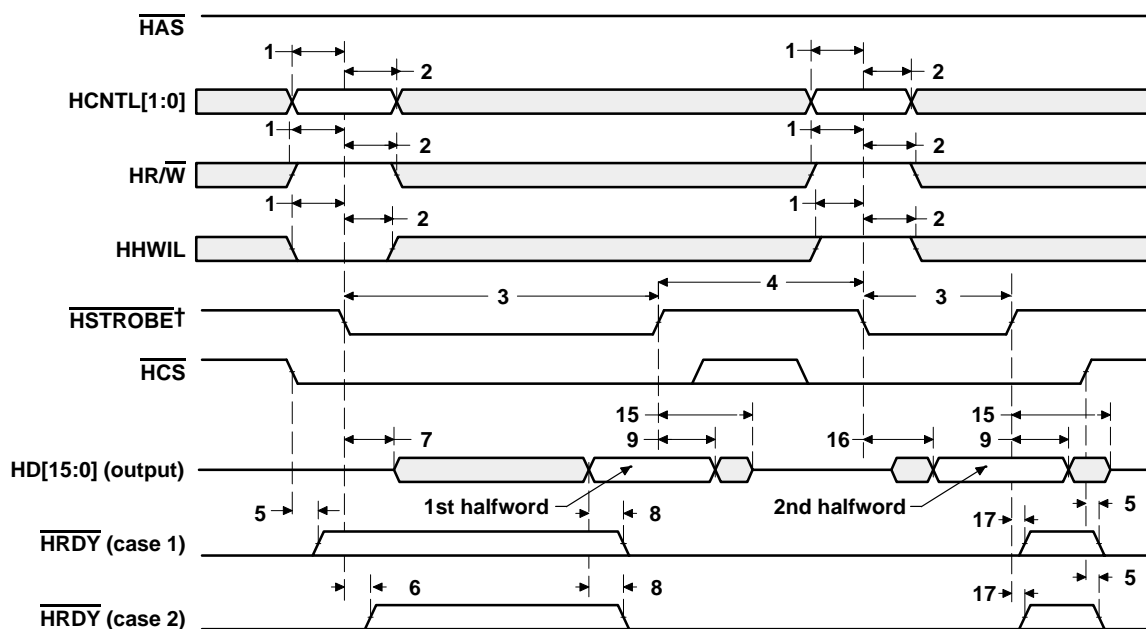 HAS
1
2
1
2
HCNTL[1:0]
1
2
1
2
HR/W
1
2
1
2
HHWIL
3
4
3
HSTROBE†
HCS
15
15
7
9
16
9
HD[15:0] (output)
1st halfword
2nd halfword
5
8
17
5
HRDY (case 1)
6
8
17
5
HRDY (case 2)